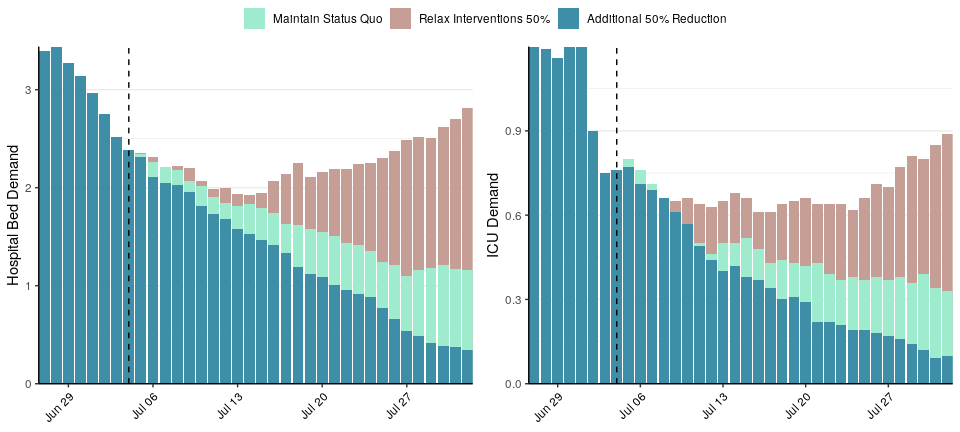 Maintain Status Quo Relax Interventions 50% Additional 50% Reduction
Hospital Bed Demand
3
2
1
0
Jun 29 Jul 06 Jul 13 Jul 20 Jul 27
ICU Demand
0.9
0.6
0.3
0.0
Jun 29 Jul 06 Jul 13 Jul 20 Jul 27